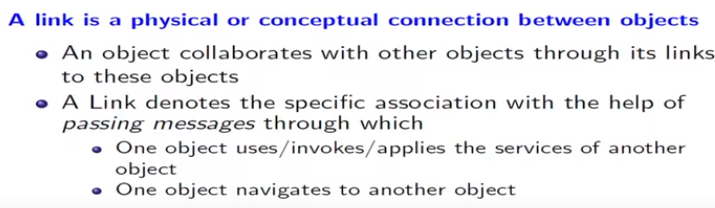 A link is a physical or conceptual connection between objects
An object collaborates with other objects through its links
to these objects
A Link denotes the specific association with the help of
passing messages through which
One object uses/invokes/applies the services of another
object
One object navigates to another object